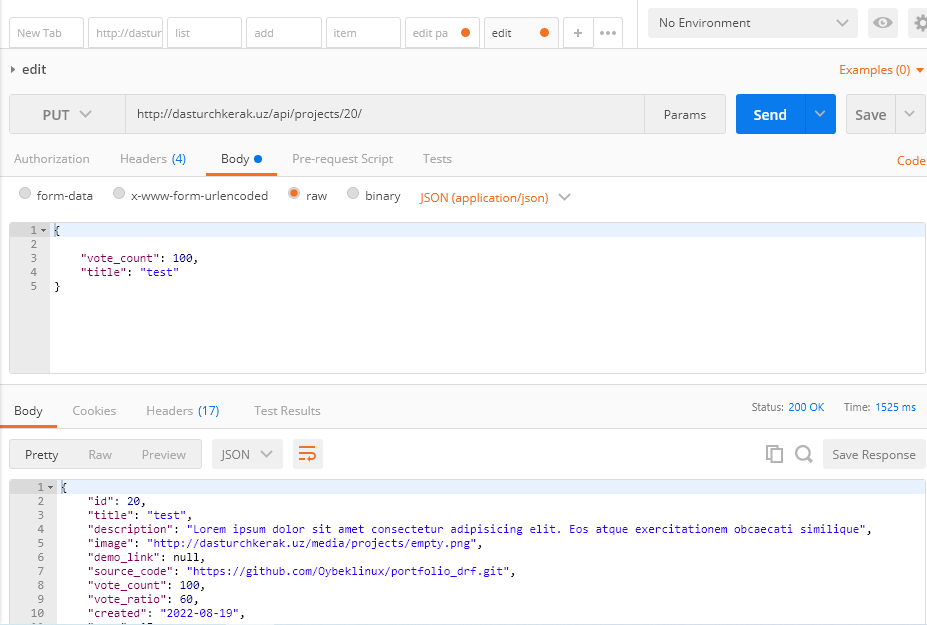 New Tab http://dastur list add item edit pa edit + ••• No Environment
edit Examples (0)
PUT http://dasturchkerak.uz/api/projects/20/ Params Send Save
Authorization Headers (4) Body Pre-request Script Tests Code
form-data x-www-form-urlencoded raw binary JSON (application/json)
1 {
2
3 "vote_count": 100,
4 "title": "test"
5 }
Body Cookies Headers (17) Test Results Status: 200 OK Time: 1525 ms
Pretty Raw Preview JSON Save Response
1 {
2 "id": 20,
3 "title": "test",
4 "description": "Lorem ipsum dolor sit amet consectetur adipisicing elit. Eos atque exercitationem obcaecati similique",
5 "image": "http://dasturchkerak.uz/media/projects/empty.png",
6 "demo_link": null,
7 "source_code": "https://github.com/Oybeklinux/portfolio_drf.git",
8 "vote_count": 100,
9 "vote_ratio": 60,
10 "created": "2022-08-19",